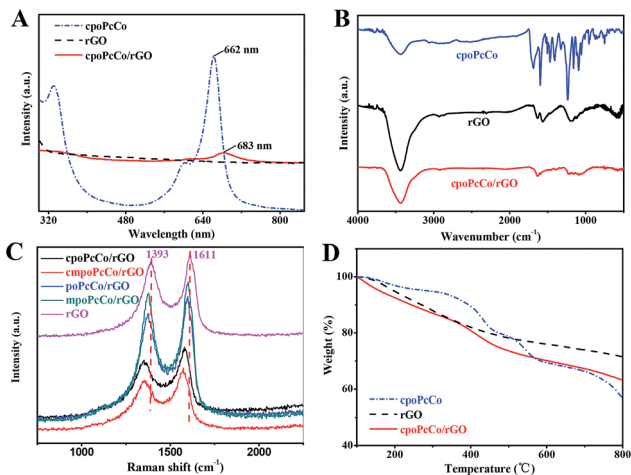 A
cpoPcCo
rGO
cpoPcCo/rGO
662 nm
683 nm
Intensity (a.u.)
320 480 640 800
Wavelength (nm)
B
cpoPcCo
rGO
cpoPcCo/rGO
Intensity (a.u.)
4000 3000 2000 1000
Wavenumber (cm-1)
C
cpoPcCo/rGO
cmpoPcCo/rGO
poPcCo/rGO
mpoPcCo/rGO
rGO
1393 1611
Intensity (a.u.)
1000 1500 2000
Raman shift (cm-1)
D
100
90
80
70
60
50
40
Weight (%)
cpoPcCo
rGO
cpoPcCo/rGO
200 400 600 800
Temperature (℃)